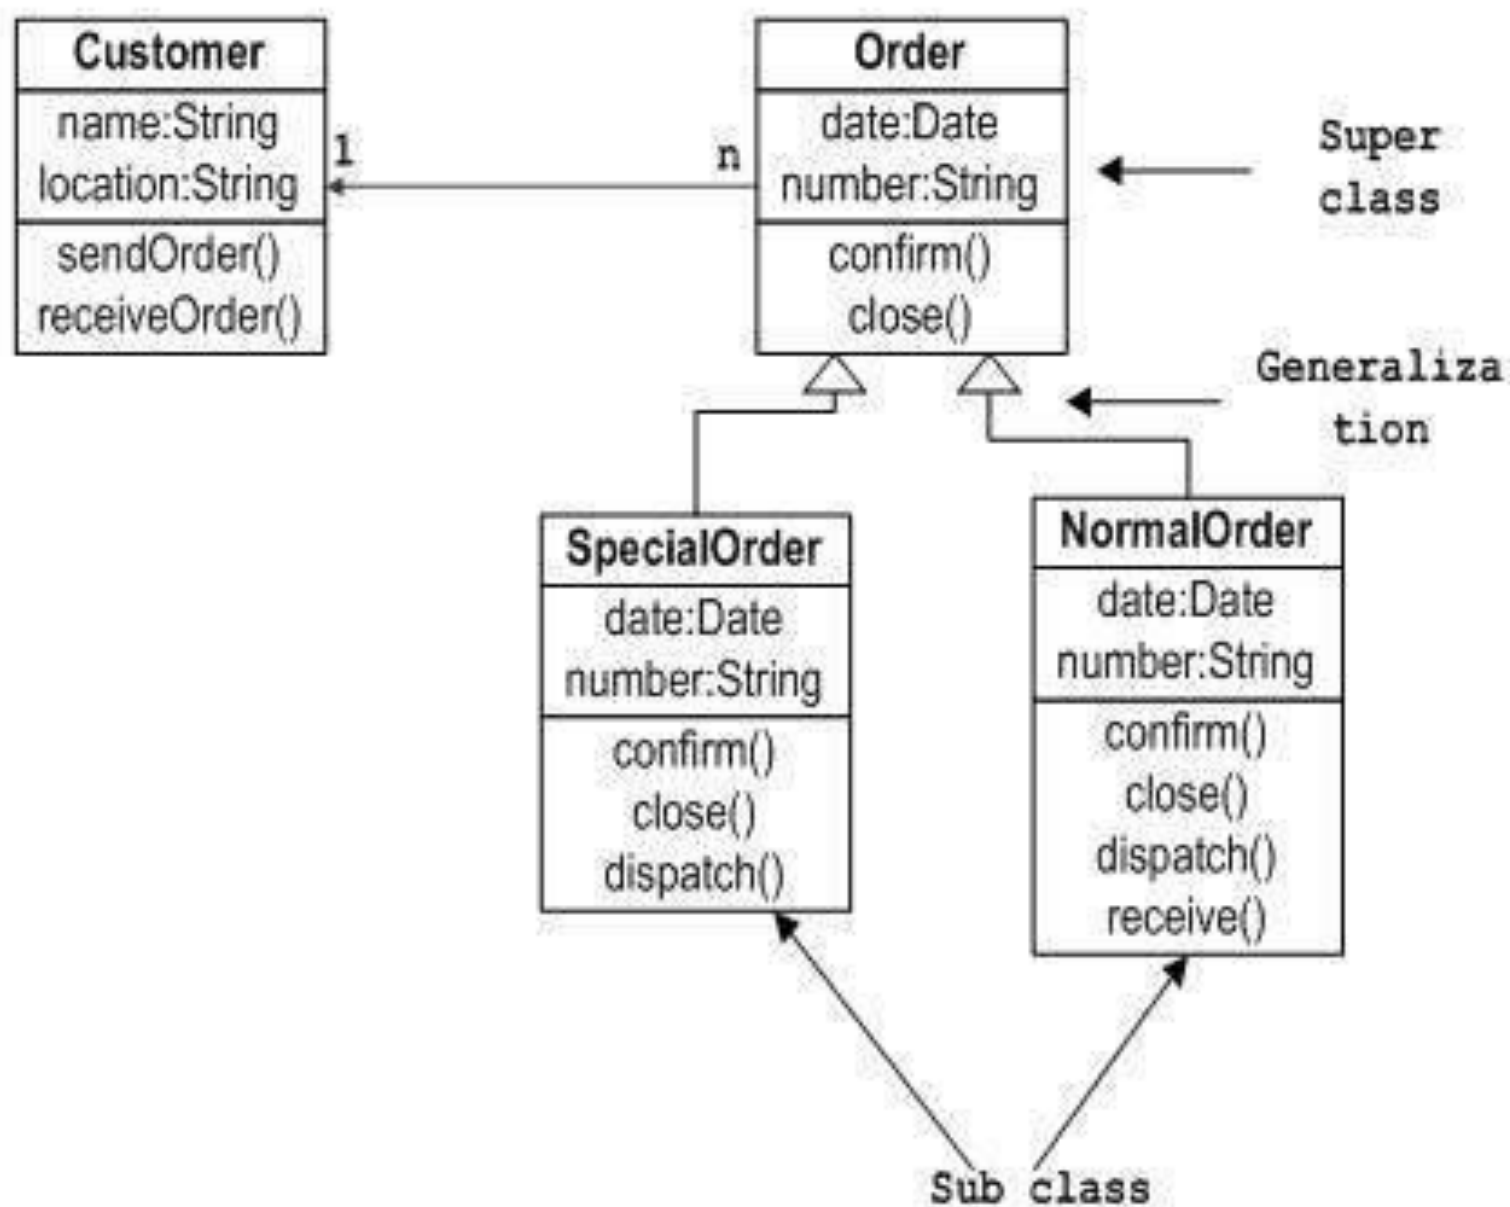 Customer
name:String
location:String
sendOrder()
receiveOrder()
1
n
Order
date:Date
number:String
confirm()
close()
Super
class
Generaliza
tion
SpecialOrder
date:Date
number:String
confirm()
close()
dispatch()
NormalOrder
date:Date
number:String
confirm()
close()
dispatch()
receive()
Sub class